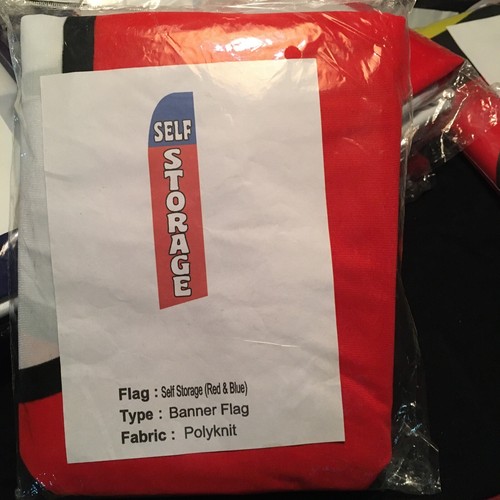 SELF
STORAGE
Flag : Self Storage (Red & Blue)
Type : Banner Flag
Fabric : Polyknit